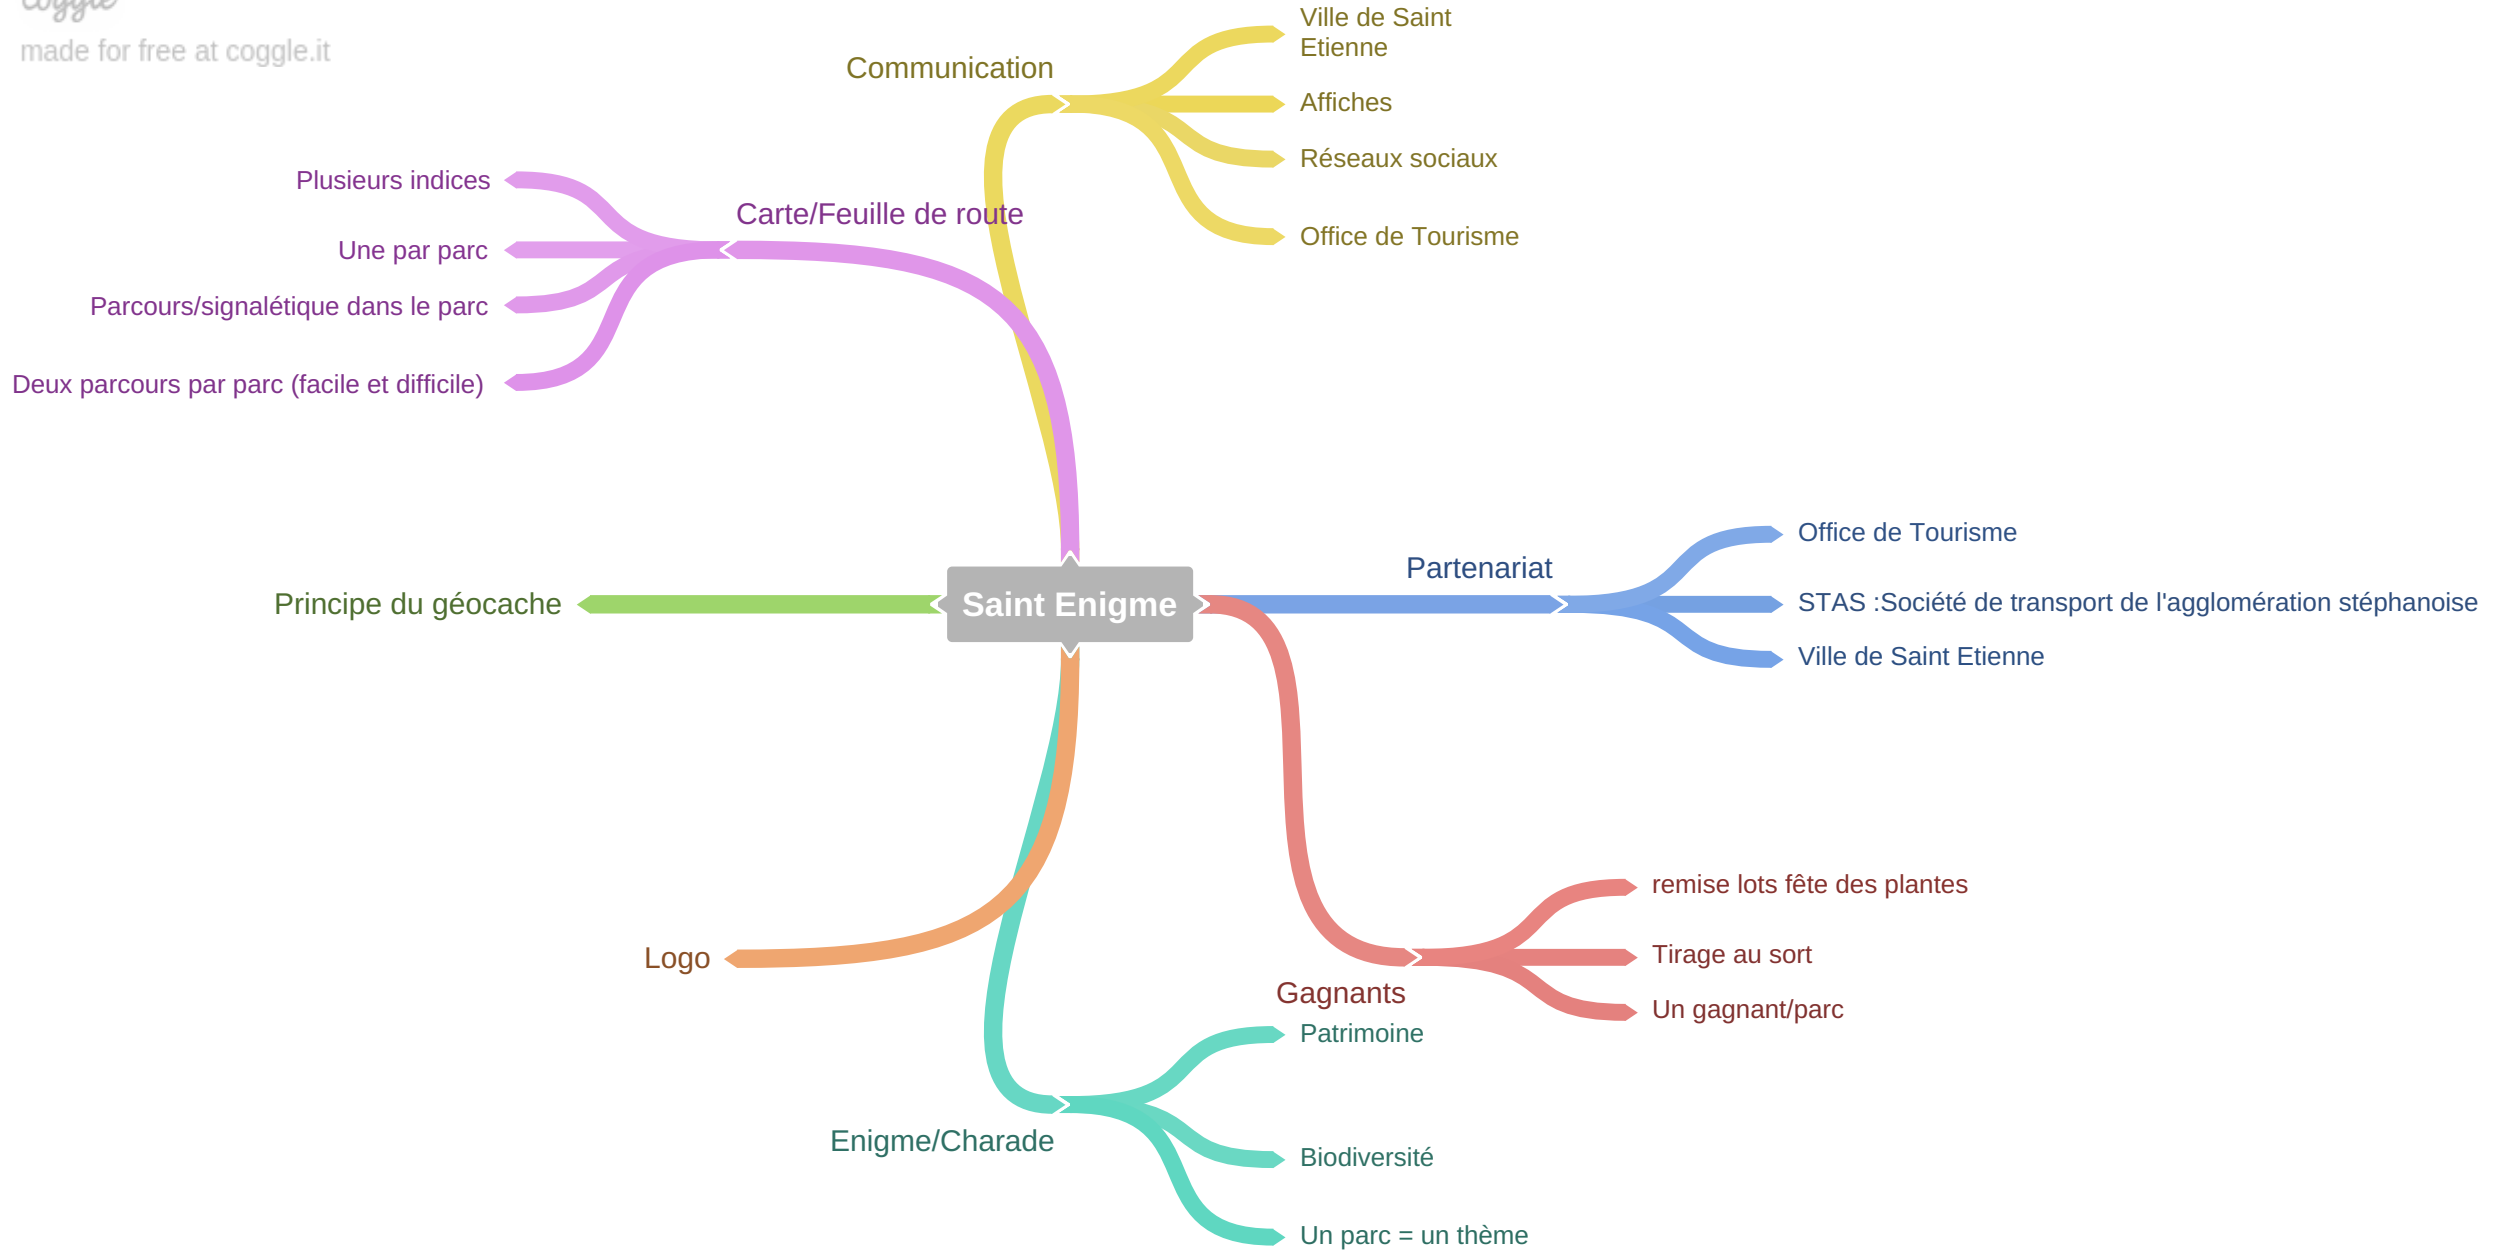 coggle
made for free at coggle.it
Communication
Ville de Saint
Etienne
Affiches
Réseaux sociaux
Office de Tourisme
Carte/Feuille de route
Plusieurs indices
Une par parc
Parcours/signalétique dans le parc
Deux parcours par parc (facile et difficile)
Principe du géocache
Saint Enigme
Partenariat
Office de Tourisme
STAS :Société de transport de l'agglomération stéphanoise
Ville de Saint Etienne
Logo
Gagnants
remise lots fête des plantes
Tirage au sort
Un gagnant/parc
Enigme/Charade
Patrimoine
Biodiversité
Un parc = un thème